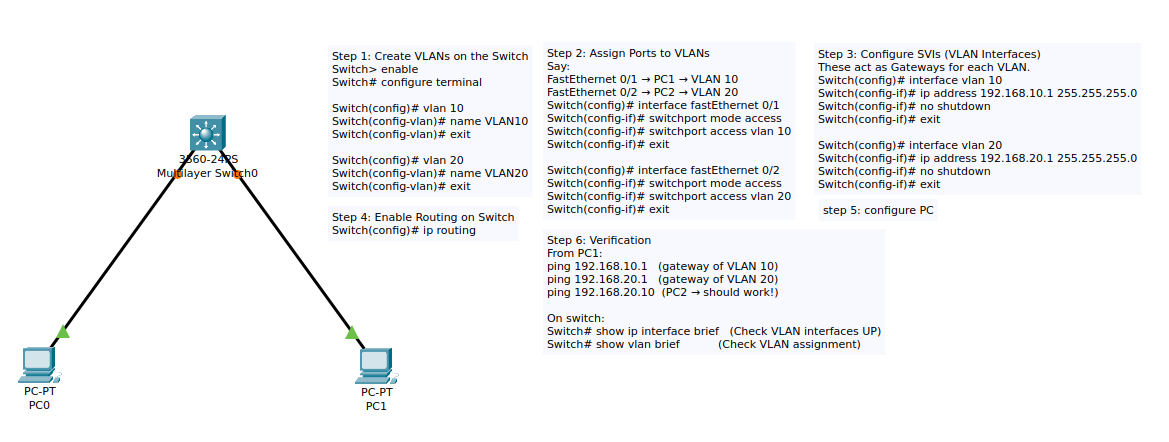 Step 1: Create VLANs on the Switch
Switch> enable
Switch# configure terminal
Switch(config)# vlan 10
Switch(config-vlan)# name VLAN10
Switch(config-vlan)# exit
Switch(config)# vlan 20
Switch(config-vlan)# name VLAN20
Switch(config-vlan)# exit
Step 2: Assign Ports to VLANs
Say:
FastEthernet 0/1 → PC1 → VLAN 10
FastEthernet 0/2 → PC2 → VLAN 20
Switch(config)# interface fastEthernet 0/1
Switch(config-if)# switchport mode access
Switch(config-if)# switchport access vlan 10
Switch(config-if)# exit
Switch(config)# interface fastEthernet 0/2
Switch(config-if)# switchport mode access
Switch(config-if)# switchport access vlan 20
Switch(config-if)# exit
Step 3: Configure SVIs (VLAN Interfaces)
These act as Gateways for each VLAN.
Switch(config)# interface vlan 10
Switch(config-if)# ip address 192.168.10.1 255.255.255.0
Switch(config-if)# no shutdown
Switch(config-if)# exit
Switch(config)# interface vlan 20
Switch(config-if)# ip address 192.168.20.1 255.255.255.0
Switch(config-if)# no shutdown
Switch(config-if)# exit
Step 4: Enable Routing on Switch
Switch(config)# ip routing
step 5: configure PC
Step 6: Verification
From PC1:
ping 192.168.10.1 (gateway of VLAN 10)
ping 192.168.20.1 (gateway of VLAN 20)
ping 192.168.20.10 (PC2 → should work!)
On switch:
Switch# show ip interface brief (Check VLAN interfaces UP)
Switch# show vlan brief (Check VLAN assignment)
3560-24PS
Multilayer Switch0
PC-PT
PC0
PC-PT
PC1